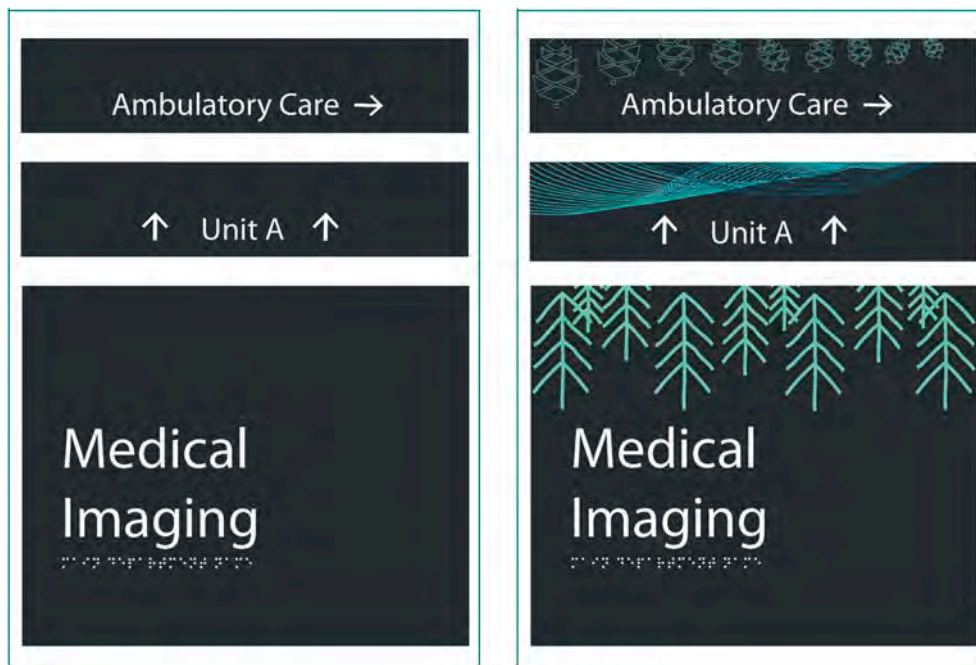 Ambulatory Care →
↑ Unit A ↑
Medical
Imaging
⠍⠁⠊⠝ ⠙⠑⠏⠁⠗⠞⠍⠑⠝⠞ ⠝⠁⠍⠑
Ambulatory Care →
↑ Unit A ↑
Medical
Imaging
⠍⠁⠊⠝ ⠙⠑⠏⠁⠗⠞⠍⠑⠝⠞ ⠝⠁⠍⠑